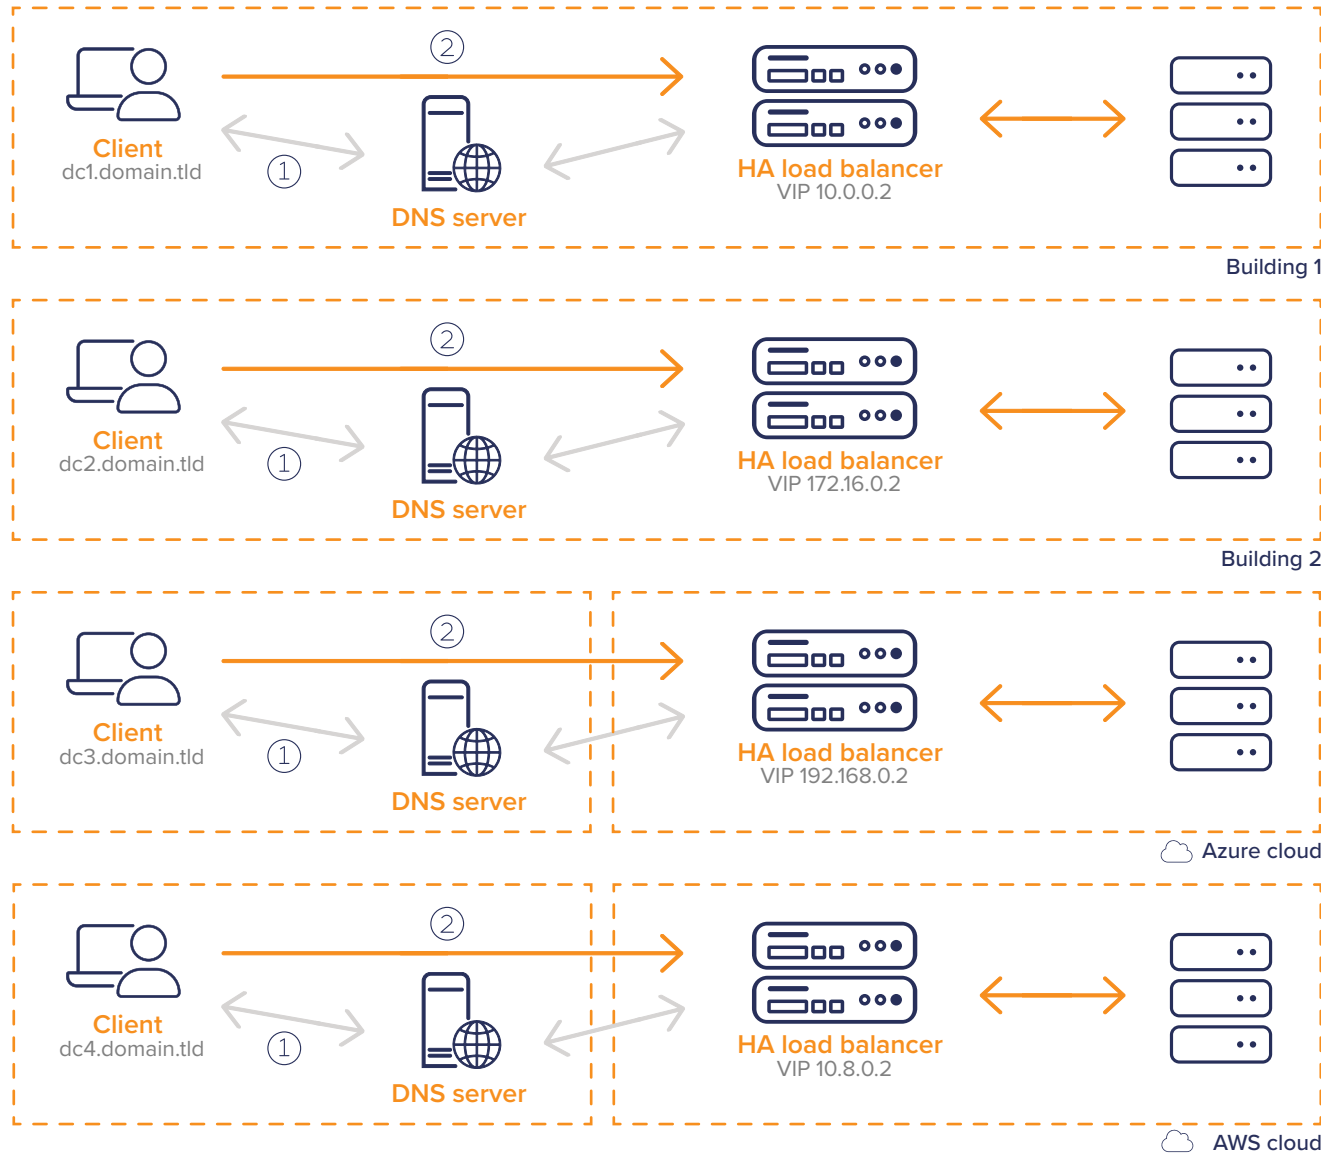 2
1
Client
dc1.domain.tld
DNS server
HA load balancer
VIP 10.0.0.2
Building 1
2
1
Client
dc2.domain.tld
DNS server
HA load balancer
VIP 172.16.0.2
Building 2
2
1
Client
dc3.domain.tld
DNS server
HA load balancer
VIP 192.168.0.2
Azure cloud
2
1
Client
dc4.domain.tld
DNS server
HA load balancer
VIP 10.8.0.2
AWS cloud